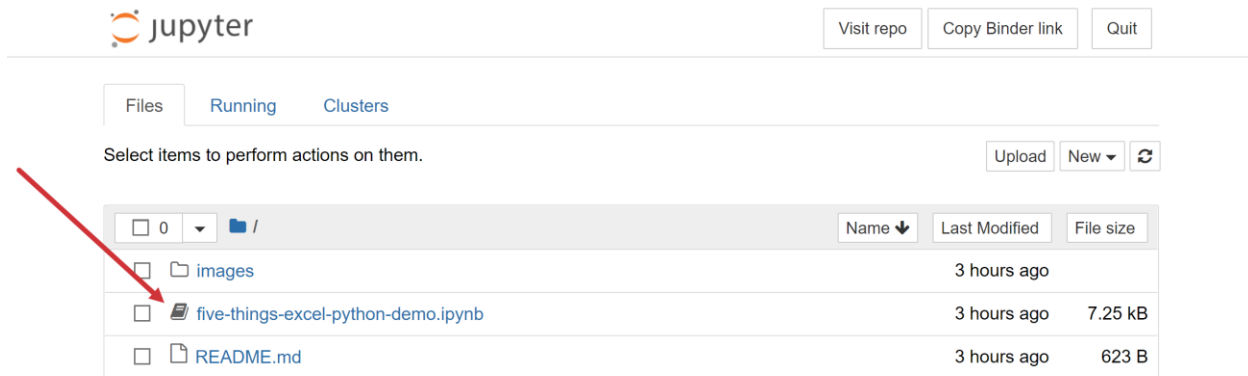 jupyter Visit repo Copy Binder link Quit
Files Running Clusters
Select items to perform actions on them. Upload New
0 / Name Last Modified File size
images 3 hours ago
five-things-excel-python-demo.ipynb 3 hours ago 7.25 kB
README.md 3 hours ago 623 B